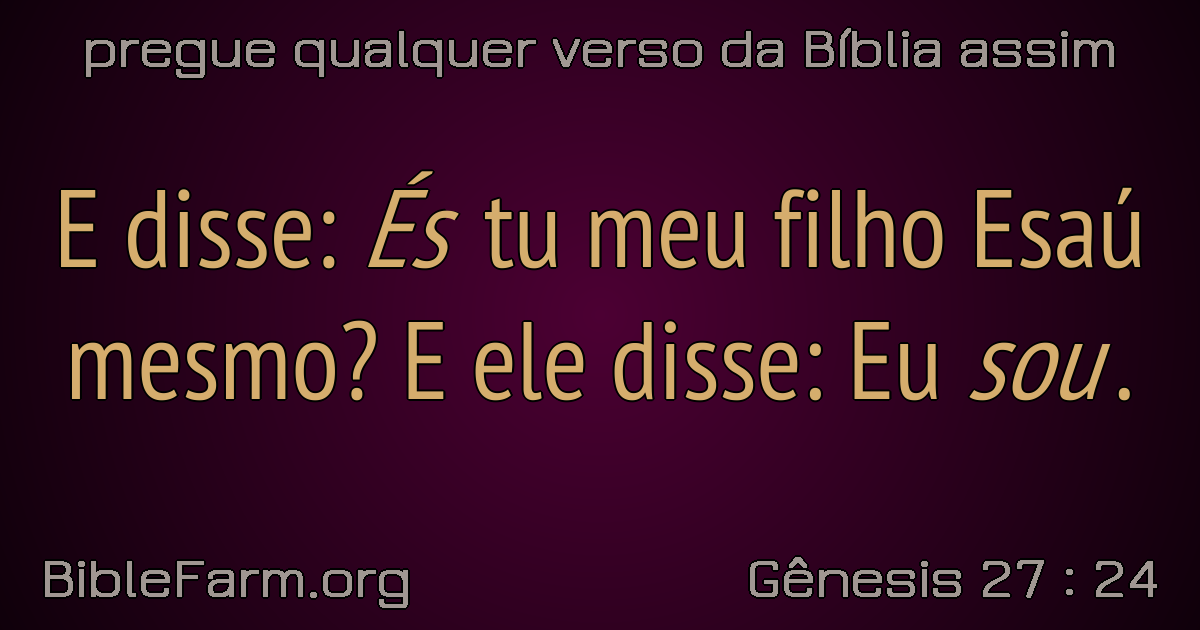 pregue qualquer verso da Bíblia assim
E disse: És tu meu filho Esaú
mesmo? E ele disse: Eu sou.
BibleFarm.org
Gênesis 27 : 24